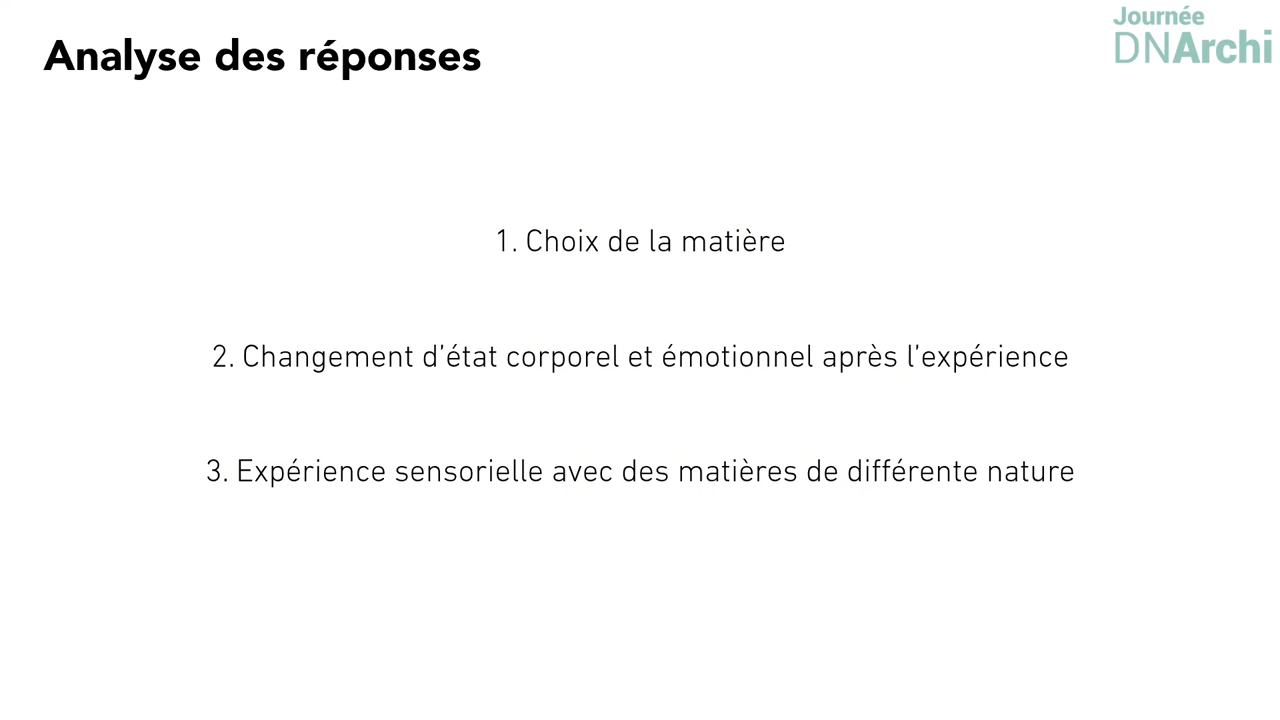 Journée
DNArchi
Analyse des réponses
1. Choix de la matière
2. Changement d’état corporel et émotionnel après l’expérience
3. Expérience sensorielle avec des matières de différente nature